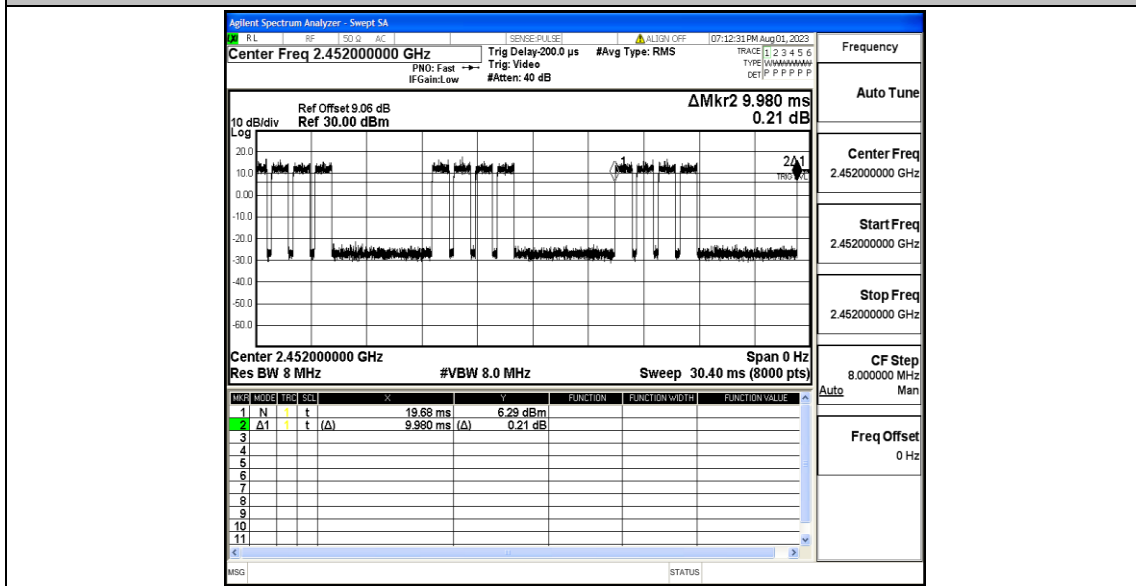 Agilent Spectrum Analyzer - Swept SA
RL RF 50 Ω AC SENSE:PULSE ALIGN OFF 07:12:31 PM Aug 01, 2023
Center Freq 2.452000000 GHz
PNO: Fast
IFGain:Low
Trig Delay-200.0 µs
Trig: Video
#Atten: 40 dB
#Avg Type: RMS
TRACE 1 2 3 4 5 6
TYPE
DET P P P P P P
Frequency
Auto Tune
Center Freq
2.452000000 GHz
Start Freq
2.452000000 GHz
Stop Freq
2.452000000 GHz
CF Step
8.000000 MHz
Auto Man
Freq Offset
0 Hz
ΔMkr2 9.980 ms
0.21 dB
Ref Offset 9.06 dB
10 dB/div Ref 30.00 dBm
Log
20.0
10.0
0.00
-10.0
-20.0
-30.0
-40.0
-50.0
-60.0
1
2Δ1
Center 2.452000000 GHz Span 0 Hz
Res BW 8 MHz #VBW 8.0 MHz Sweep 30.40 ms (8000 pts)
MKR MODE TRC SCL X Y FUNCTION FUNCTION WIDTH FUNCTION VALUE
1 N 1 t 19.68 ms 6.29 dBm
2 Δ1 1 t (Δ) 9.980 ms (Δ) 0.21 dB
3
4
5
6
7
8
9
10
11
MSG STATUS